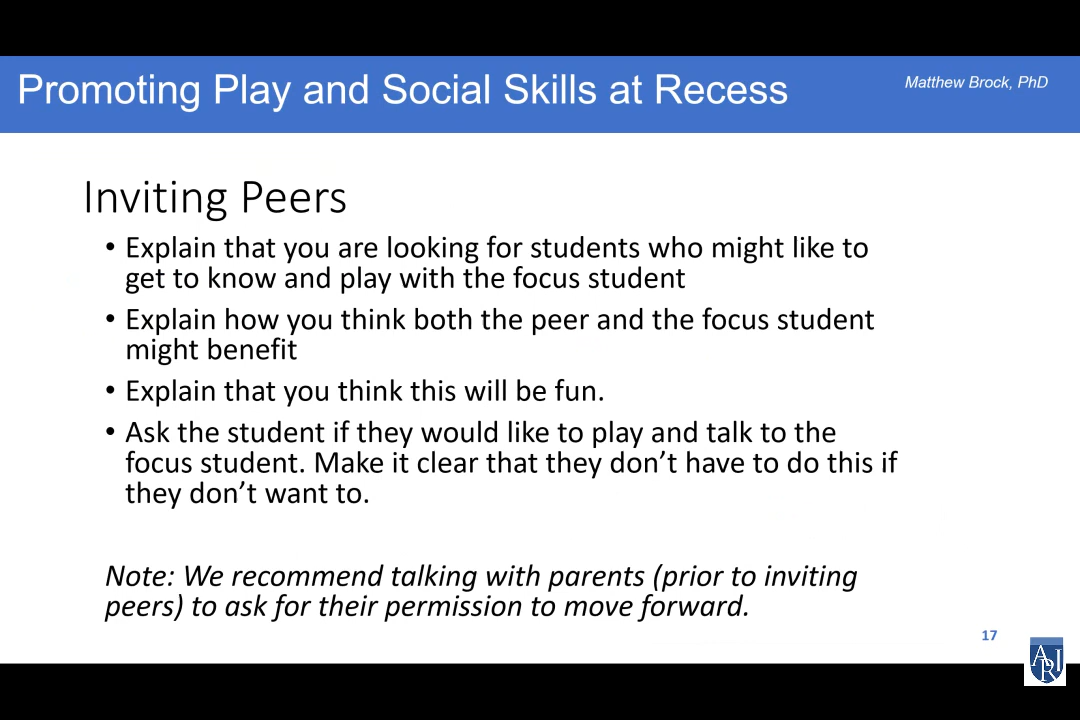 Promoting Play and Social Skills at Recess
Matthew Brock, PhD
Inviting Peers
• Explain that you are looking for students who might like to
get to know and play with the focus student
• Explain how you think both the peer and the focus student
might benefit
• Explain that you think this will be fun.
• Ask the student if they would like to play and talk to the
focus student. Make it clear that they don’t have to do this if
they don’t want to.
Note: We recommend talking with parents (prior to inviting
peers) to ask for their permission to move forward.
17
ARI